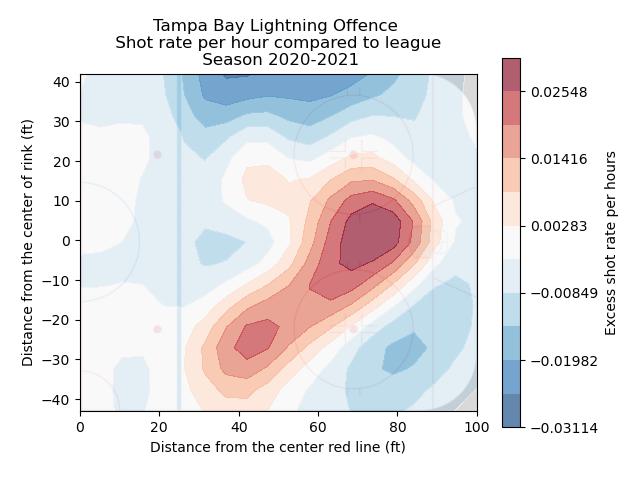 Tampa Bay Lightning Offence
Shot rate per hour compared to league
Season 2020-2021
40
30
20
10
0
−10
−20
−30
−40
Distance from the center of rink (ft)
0 20 40 60 80 100
Distance from the center red line (ft)
0.02548
0.01416
0.00283
−0.00849
−0.01982
−0.03114
Excess shot rate per hours